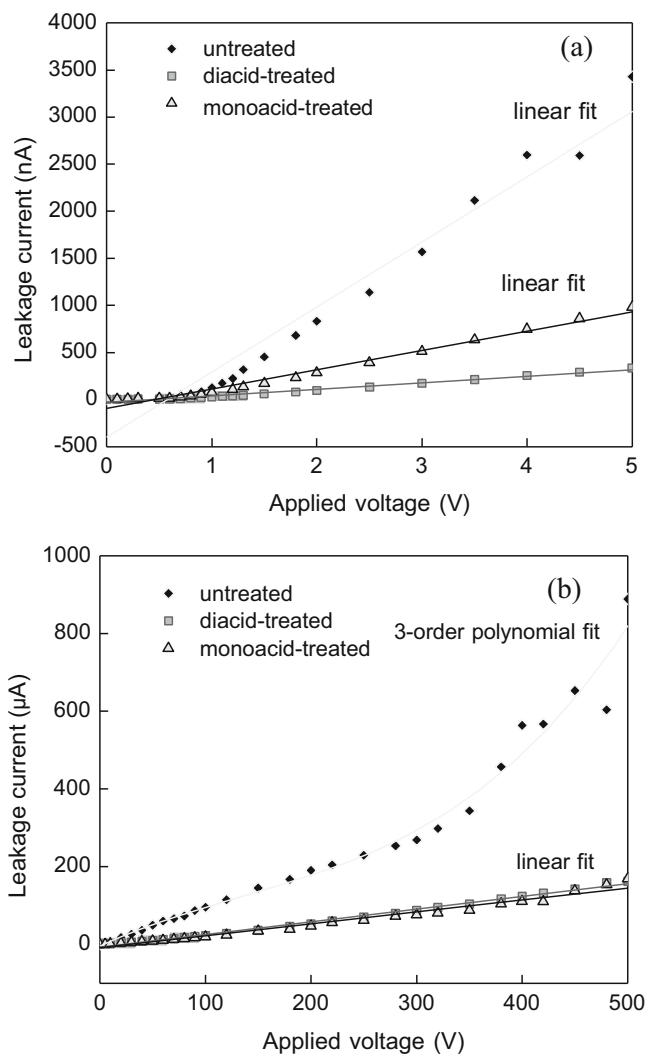 (a)
untreated
diacid-treated
monoacid-treated
linear fit
linear fit
4000
3500
3000
2500
2000
1500
1000
500
0
-500
Leakage current (nA)
0 1 2 3 4 5
Applied voltage (V)
(b)
untreated
diacid-treated
monoacid-treated
3-order polynomial fit
linear fit
1000
800
600
400
200
0
Leakage current (µA)
0 100 200 300 400 500
Applied voltage (V)